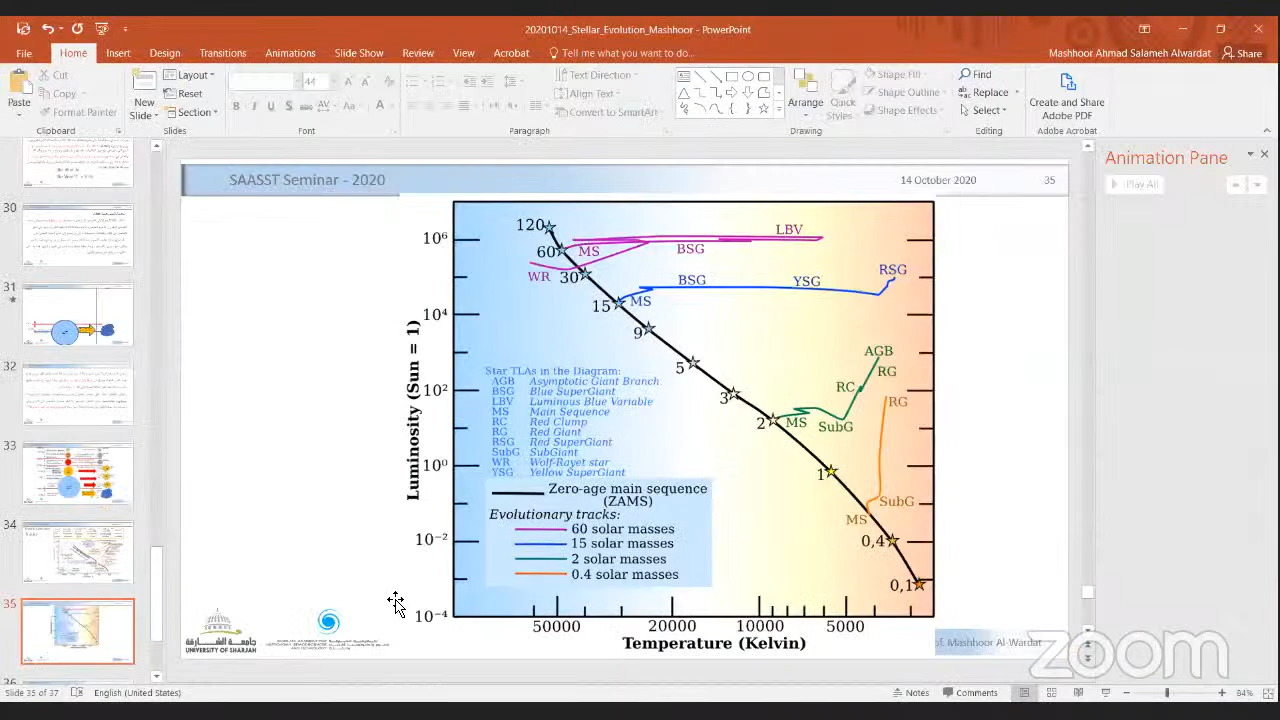 20201014_Stellar_Evolution_Mashhoor - PowerPoint
File Home Insert Design Transitions Animations Slide Show Review View Acrobat Tell me what you want to do... Mashhoor Ahmad Salameh Alwardat Share
Paste
Cut
Copy
Format Painter
Clipboard
New Slide
Layout
Reset
Section
Slides
44
Font
Text Direction
Align Text
Convert to SmartArt
Paragraph
Arrange
Quick Styles
Shape Fill
Shape Outline
Shape Effects
Drawing
Find
Replace
Select
Editing
Create and Share Adobe PDF
Adobe Acrobat
30
31
32
33
34
35
36
SAASST Seminar - 2020 14 October 2020 35
Luminosity (Sun = 1)
10⁶
10⁴
10²
10⁰
10⁻²
10⁻⁴
120
60
30
15
9
5
3
2
1
0,4
0,1
MS BSG LBV
WR
MS BSG YSG RSG
AGB
RG
RC
MS SubG
RG
SubG
MS
Star TLAs in the Diagram:
AGB Asymptotic Giant Branch
BSG Blue SuperGiant
LBV Luminous Blue Variable
MS Main Sequence
RC Red Clump
RG Red Giant
RSG Red SuperGiant
SubG SubGiant
WR Wolf-Rayet star
YSG Yellow SuperGiant
Zero-age main sequence
(ZAMS)
Evolutionary tracks:
60 solar masses
15 solar masses
2 solar masses
0.4 solar masses
50000 20000 10000 5000
Temperature (Kelvin)
جامعة الشارقة
UNIVERSITY OF SHARJAH
Mashhoor Al-Wardat
Animation Pane
Play All
zoom
Slide 35 of 37 English (United States) Notes Comments 84%